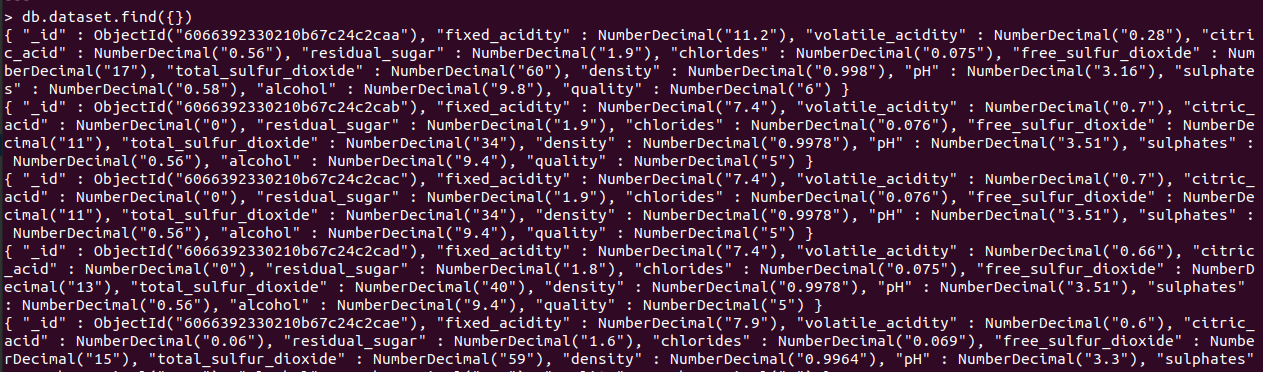 > db.dataset.find({})
{ "_id" : ObjectId("6066392330210b67c24c2caa"), "fixed_acidity" : NumberDecimal("11.2"), "volatile_acidity" : NumberDecimal("0.28"), "citri
c_acid" : NumberDecimal("0.56"), "residual_sugar" : NumberDecimal("1.9"), "chlorides" : NumberDecimal("0.075"), "free_sulfur_dioxide" : Num
berDecimal("17"), "total_sulfur_dioxide" : NumberDecimal("60"), "density" : NumberDecimal("0.998"), "pH" : NumberDecimal("3.16"), "sulphate
s" : NumberDecimal("0.58"), "alcohol" : NumberDecimal("9.8"), "quality" : NumberDecimal("6") }
{ "_id" : ObjectId("6066392330210b67c24c2cab"), "fixed_acidity" : NumberDecimal("7.4"), "volatile_acidity" : NumberDecimal("0.7"), "citric_
acid" : NumberDecimal("0"), "residual_sugar" : NumberDecimal("1.9"), "chlorides" : NumberDecimal("0.076"), "free_sulfur_dioxide" : NumberDe
cimal("11"), "total_sulfur_dioxide" : NumberDecimal("34"), "density" : NumberDecimal("0.9978"), "pH" : NumberDecimal("3.51"), "sulphates" :
NumberDecimal("0.56"), "alcohol" : NumberDecimal("9.4"), "quality" : NumberDecimal("5") }
{ "_id" : ObjectId("6066392330210b67c24c2cac"), "fixed_acidity" : NumberDecimal("7.4"), "volatile_acidity" : NumberDecimal("0.7"), "citric_
acid" : NumberDecimal("0"), "residual_sugar" : NumberDecimal("1.9"), "chlorides" : NumberDecimal("0.076"), "free_sulfur_dioxide" : NumberDe
cimal("11"), "total_sulfur_dioxide" : NumberDecimal("34"), "density" : NumberDecimal("0.9978"), "pH" : NumberDecimal("3.51"), "sulphates" :
NumberDecimal("0.56"), "alcohol" : NumberDecimal("9.4"), "quality" : NumberDecimal("5") }
{ "_id" : ObjectId("6066392330210b67c24c2cad"), "fixed_acidity" : NumberDecimal("7.4"), "volatile_acidity" : NumberDecimal("0.66"), "citric
_acid" : NumberDecimal("0"), "residual_sugar" : NumberDecimal("1.8"), "chlorides" : NumberDecimal("0.075"), "free_sulfur_dioxide" : NumberD
ecimal("13"), "total_sulfur_dioxide" : NumberDecimal("40"), "density" : NumberDecimal("0.9978"), "pH" : NumberDecimal("3.51"), "sulphates"
: NumberDecimal("0.56"), "alcohol" : NumberDecimal("9.4"), "quality" : NumberDecimal("5") }
{ "_id" : ObjectId("6066392330210b67c24c2cae"), "fixed_acidity" : NumberDecimal("7.9"), "volatile_acidity" : NumberDecimal("0.6"), "citric_
acid" : NumberDecimal("0.06"), "residual_sugar" : NumberDecimal("1.6"), "chlorides" : NumberDecimal("0.069"), "free_sulfur_dioxide" : Numbe
rDecimal("15"), "total_sulfur_dioxide" : NumberDecimal("59"), "density" : NumberDecimal("0.9964"), "pH" : NumberDecimal("3.3"), "sulphates"